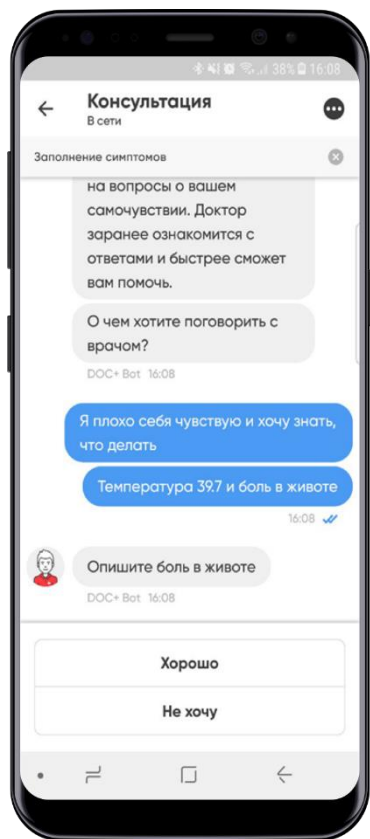 38% 16:08
Консультация
В сети
Заполнение симптомов
на вопросы о вашем
самочувствии. Доктор
заранее ознакомится с
ответами и быстрее сможет
вам помочь.
О чем хотите поговорить с
врачом?
DOC+ Bot 16:08
Я плохо себя чувствую и хочу знать,
что делать
Температура 39.7 и боль в животе
16:08
Опишите боль в животе
DOC+ Bot 16:08
Хорошо
Не хочу